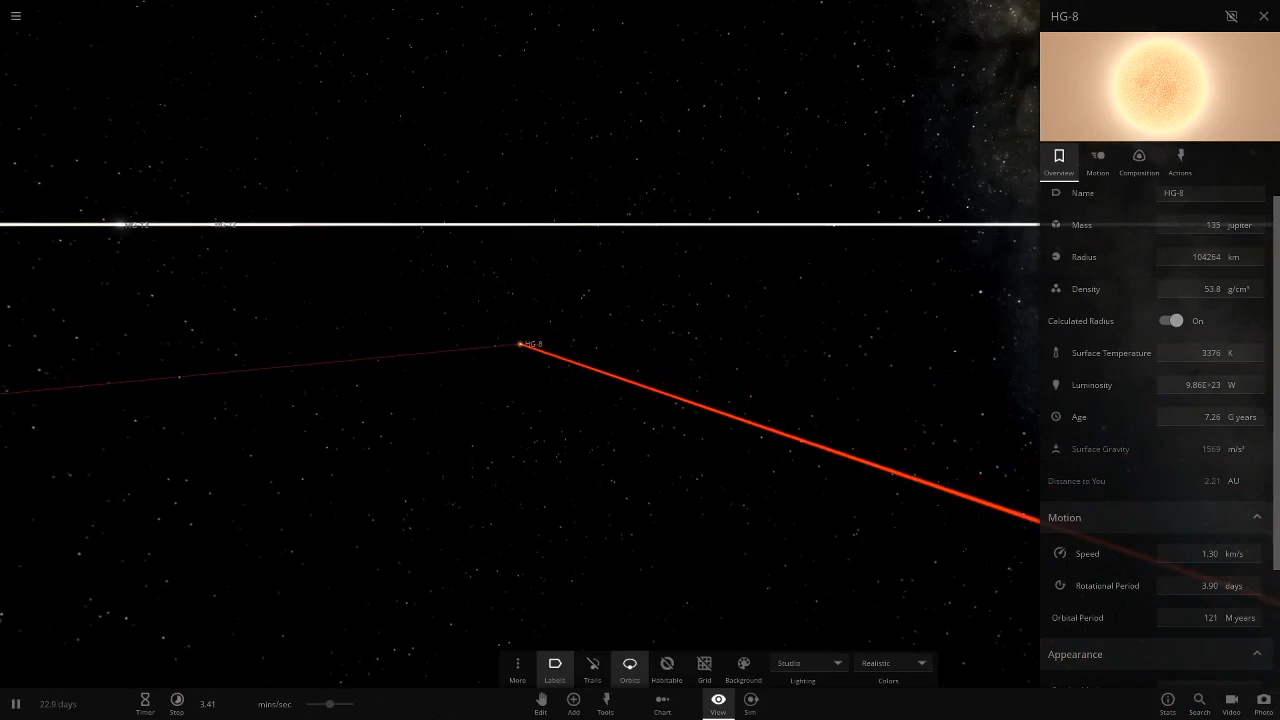 HG-8
Overview
Motion
Composition
Actions
Name HG-8
Mass 135 jupiter
Radius 104264 km
Density 53.8 g/cm³
Calculated Radius On
Surface Temperature 3376 K
Luminosity 9.86E+23 W
Age 7.26 G years
Surface Gravity 1569 m/s²
Distance to You 2.21 AU
Motion
Speed 1.30 km/s
Rotational Period 3.90 days
Orbital Period 121 M years
Appearance
HG-8
More
Labels
Trails
Orbits
Habitable
Grid
Background
Studio
Lighting
Realistic
Colors
22.9 days
Timer
Step
3.41 mins/sec
Edit
Add
Tools
Chart
View
Sim
Stats
Search
Video
Photo